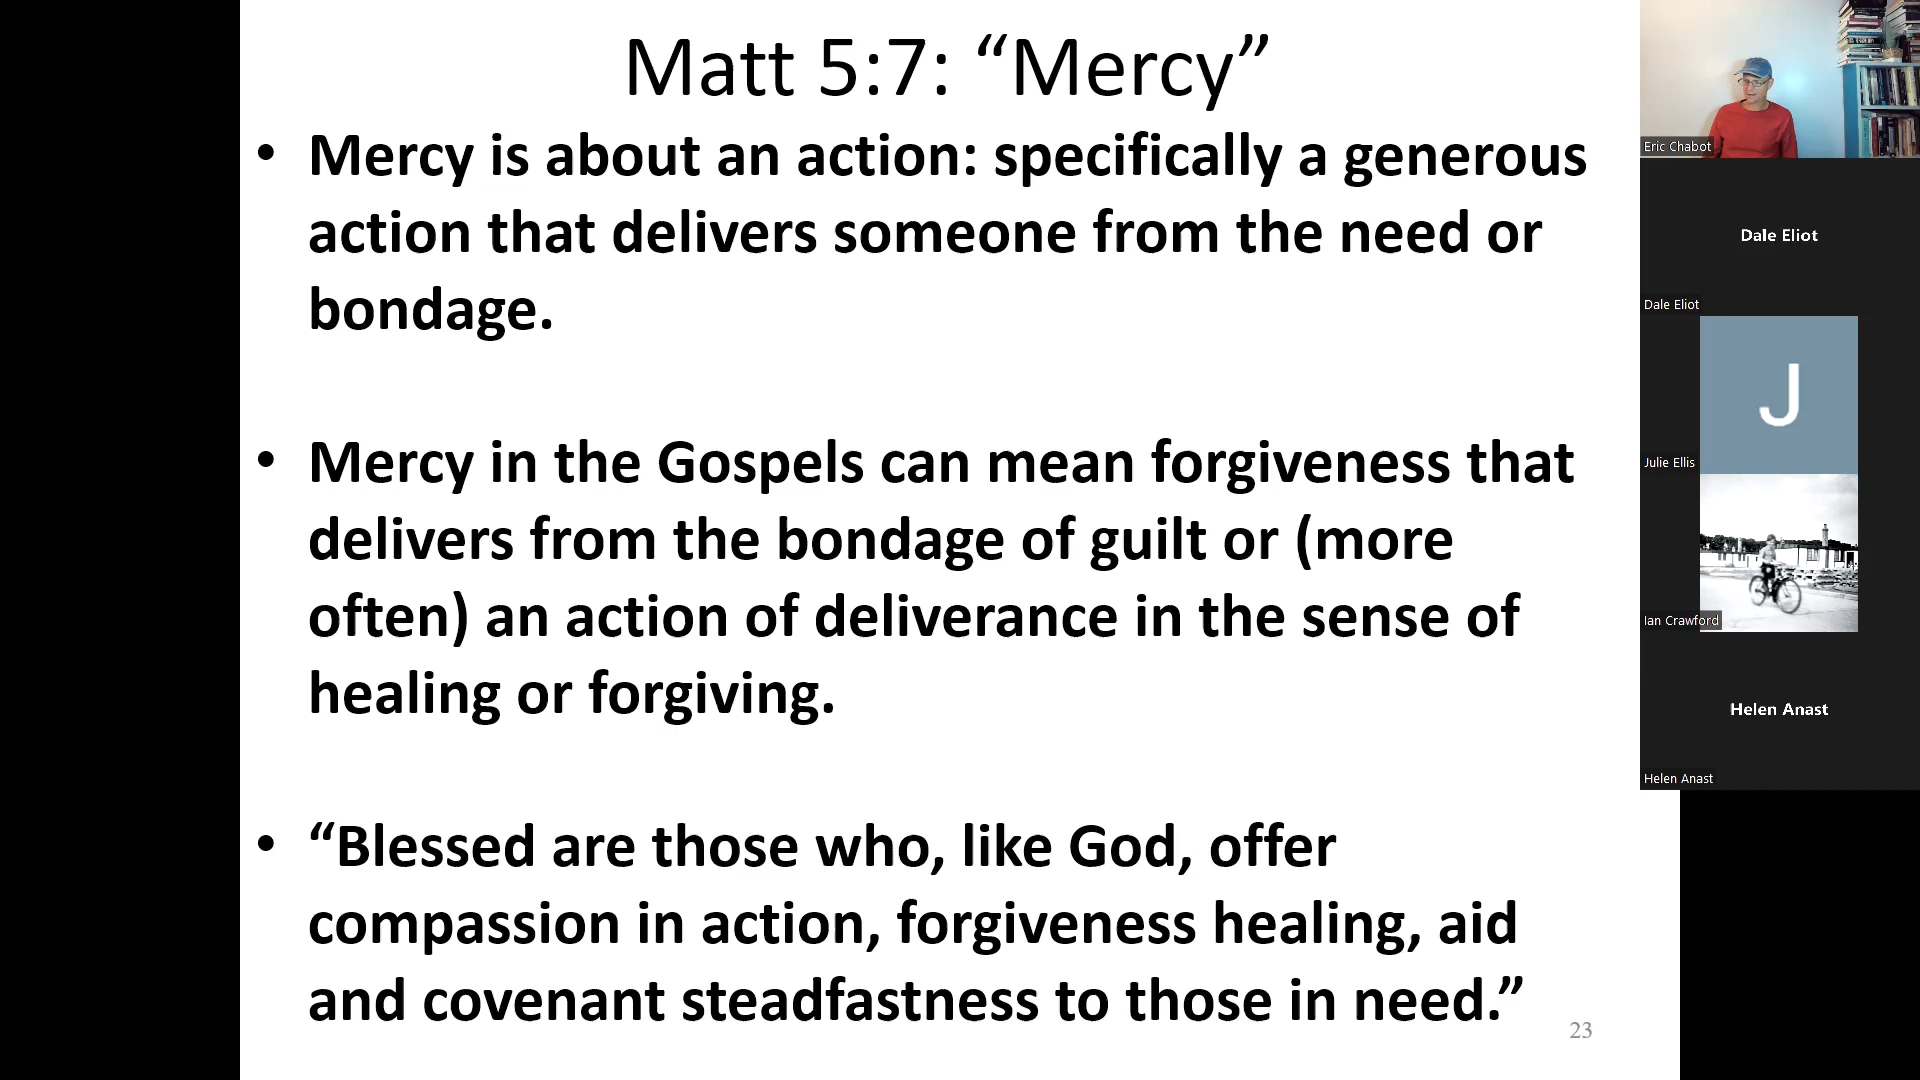 Matt 5:7: “Mercy”
• Mercy is about an action: specifically a generous
action that delivers someone from the need or
bondage.
• Mercy in the Gospels can mean forgiveness that
delivers from the bondage of guilt or (more
often) an action of deliverance in the sense of
healing or forgiving.
• “Blessed are those who, like God, offer
compassion in action, forgiveness healing, aid
and covenant steadfastness to those in need.”
23
Eric Chabot
Dale Eliot
Dale Eliot
J
Julie Ellis
Ian Crawford
Helen Anast
Helen Anast